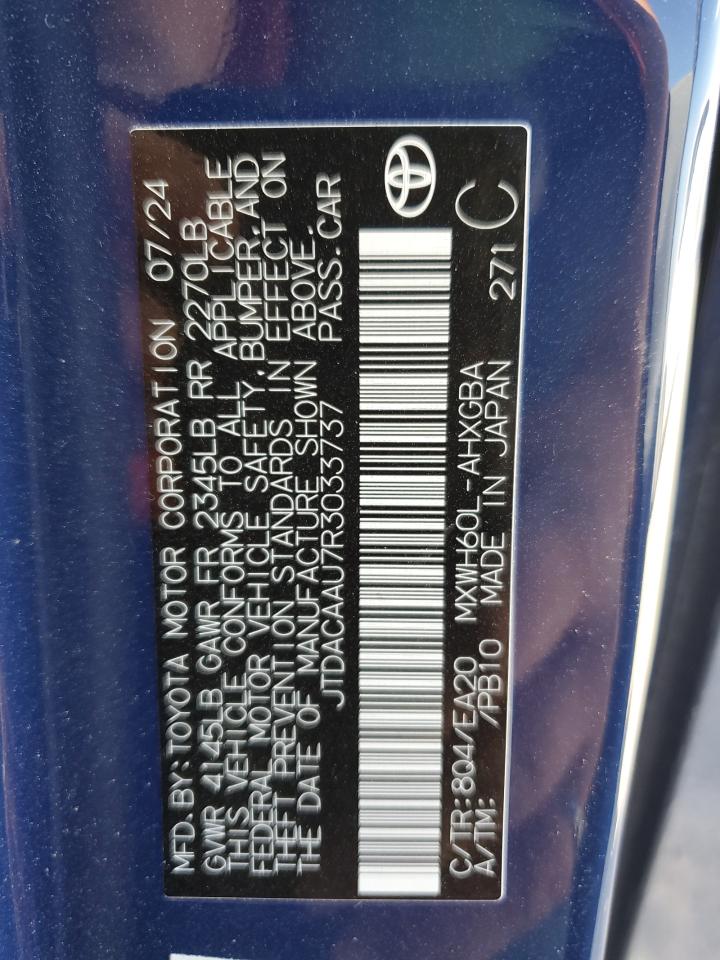 MFD.BY:TOYOTA MOTOR CORPORATION 07/24
GVWR 4145LB GAWR FR 2345LB RR 2270LB
THIS VEHICLE CONFORMS TO ALL APPLICABLE
FEDERAL MOTOR VEHICLE SAFETY,BUMPER,AND
THEFT PREVENTION STANDARDS IN EFFECT ON
THE DATE OF MANUFACTURE SHOWN ABOVE.
JTDACAAU7R3033737 PASS.CAR
C/TR:8Q4/EA20 MXWH60L-AHXGBA
A/TM: /PB10 MADE IN JAPAN 271 C